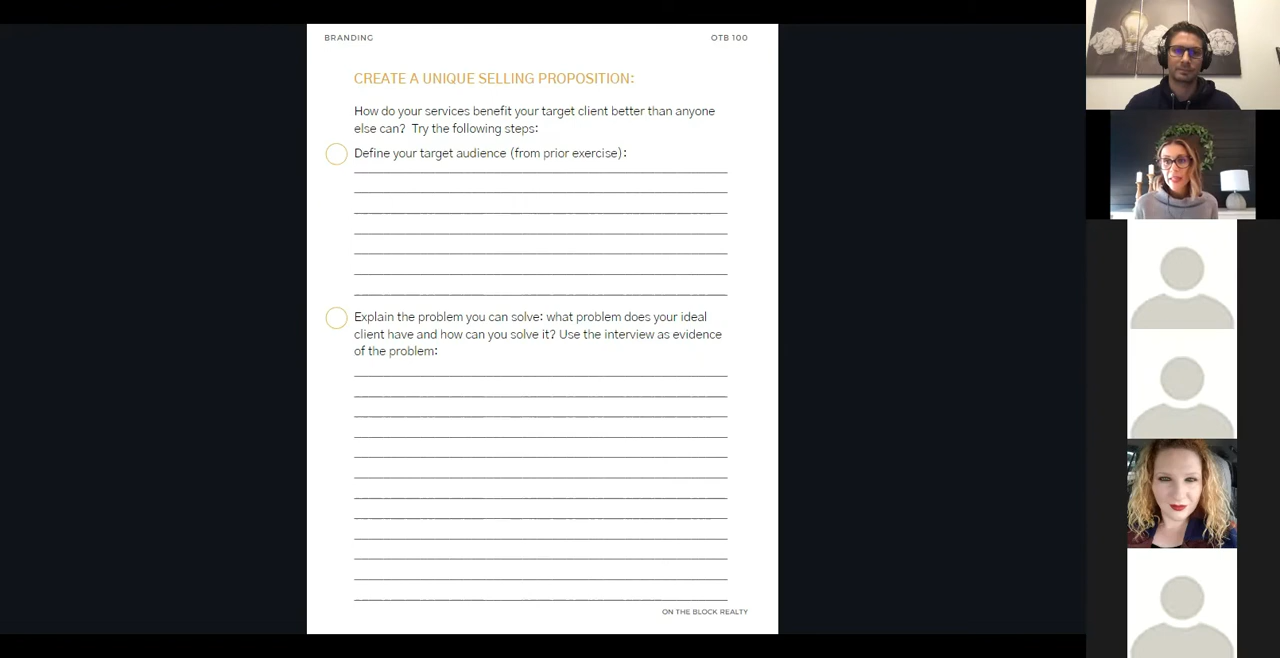 BRANDING
OTB 100
CREATE A UNIQUE SELLING PROPOSITION:
How do your services benefit your target client better than anyone
else can? Try the following steps:
Define your target audience (from prior exercise):
Explain the problem you can solve: what problem does your ideal
client have and how can you solve it? Use the interview as evidence
of the problem:
ON THE BLOCK REALTY